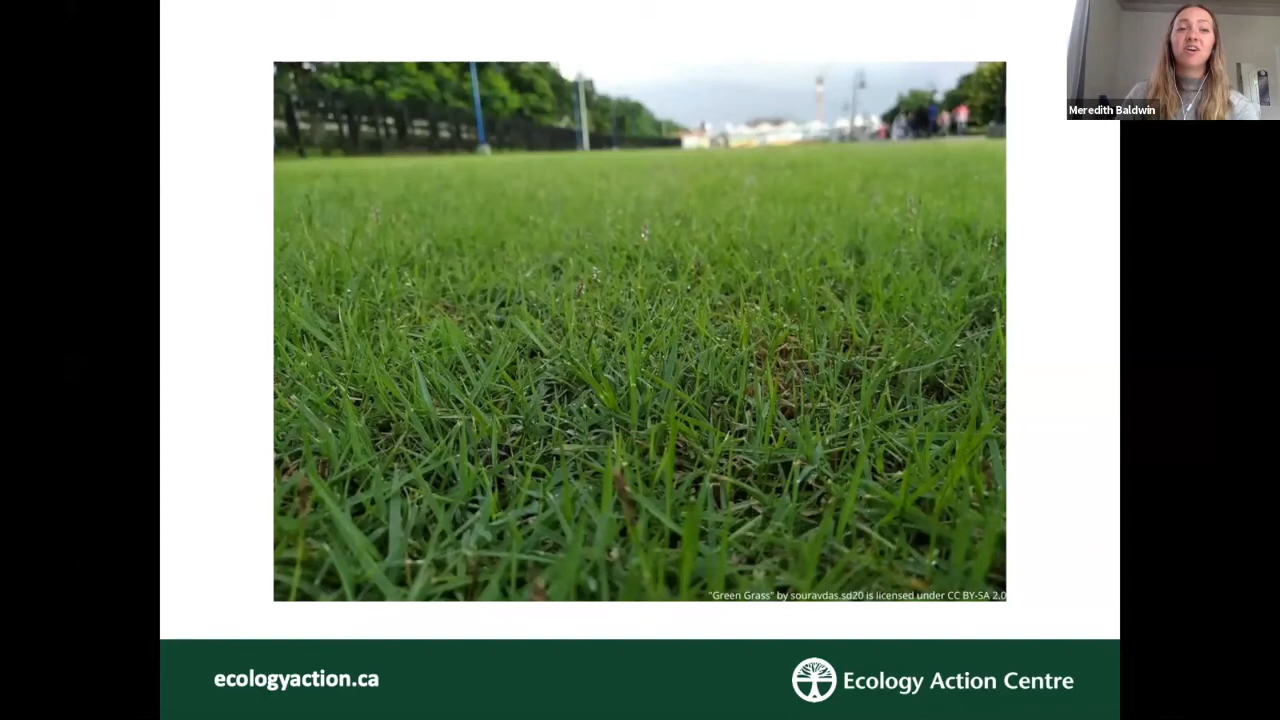 Meredith Baldwin
"Green Grass" by souravdas.sd20 is licensed under CC BY-SA 2.0
ecologyaction.ca
Ecology Action Centre